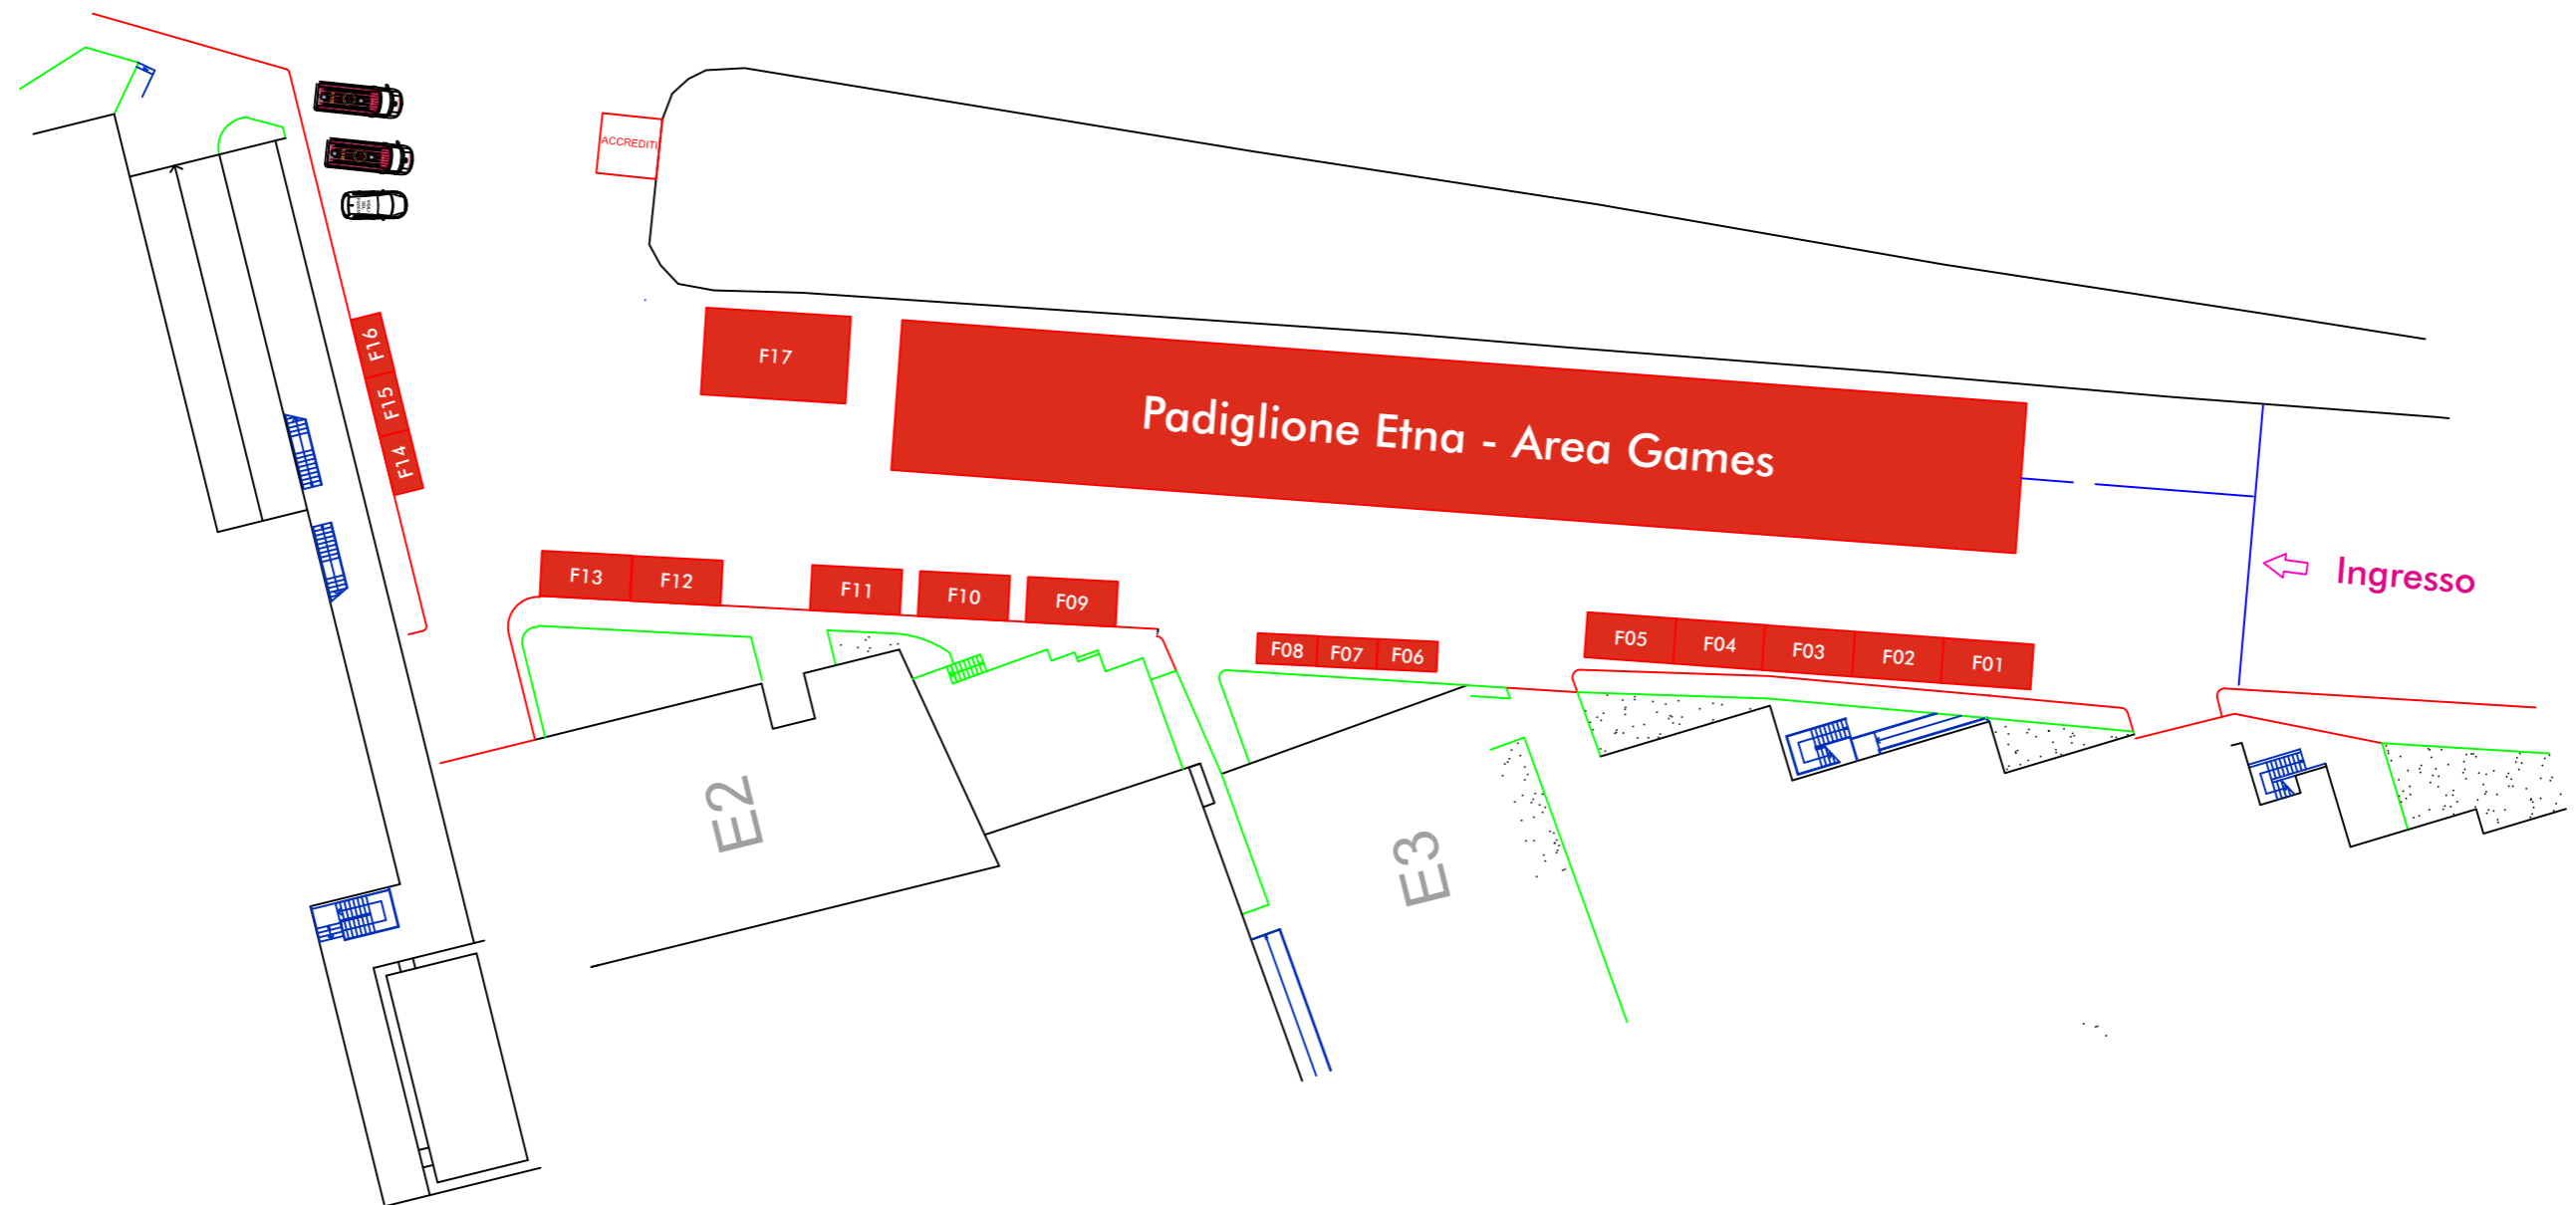 ACCREDITI
F16
F15
F14
F17
Padiglione Etna - Area Games
Ingresso
F13
F12
F11
F10
F09
F08
F07
F06
F05
F04
F03
F02
F01
E2
E3